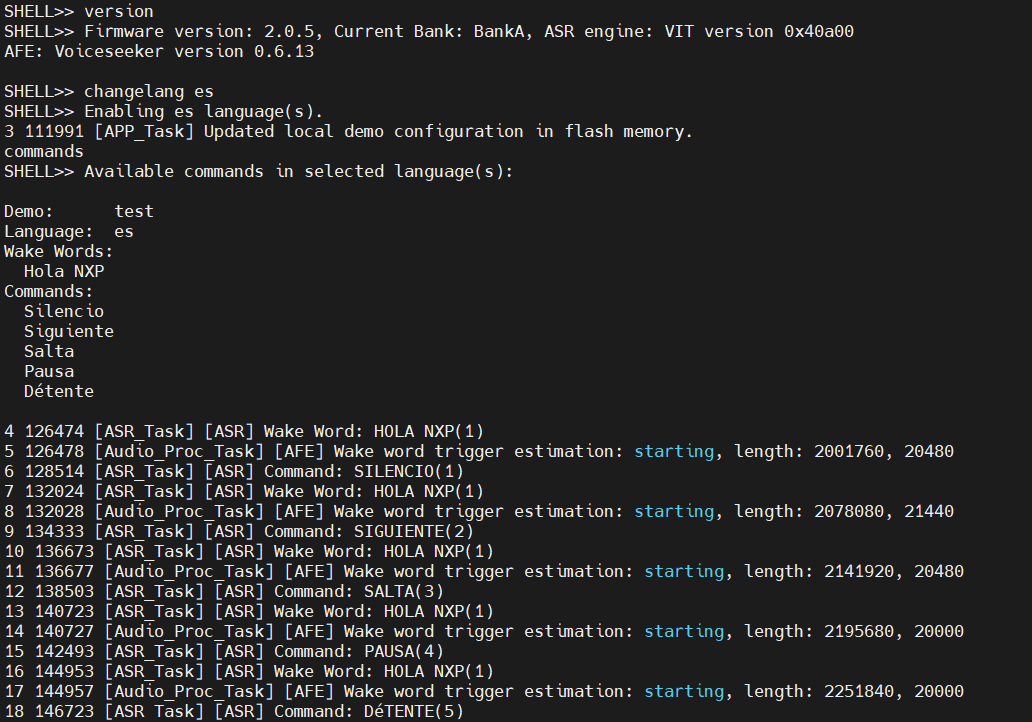 SHELL>> version
SHELL>> Firmware version: 2.0.5, Current Bank: BankA, ASR engine: VIT version 0x40a00
AFE: Voiceseeker version 0.6.13
SHELL>> changelang es
SHELL>> Enabling es language(s).
3 111991 [APP_Task] Updated local demo configuration in flash memory.
commands
SHELL>> Available commands in selected language(s):
Demo: test
Language: es
Wake Words:
Hola NXP
Commands:
Silencio
Siguiente
Salta
Pausa
Détente
4 126474 [ASR_Task] [ASR] Wake Word: HOLA NXP(1)
5 126478 [Audio_Proc_Task] [AFE] Wake word trigger estimation: starting, length: 2001760, 20480
6 128514 [ASR_Task] [ASR] Command: SILENCIO(1)
7 132024 [ASR_Task] [ASR] Wake Word: HOLA NXP(1)
8 132028 [Audio_Proc_Task] [AFE] Wake word trigger estimation: starting, length: 2078080, 21440
9 134333 [ASR_Task] [ASR] Command: SIGUIENTE(2)
10 136673 [ASR_Task] [ASR] Wake Word: HOLA NXP(1)
11 136677 [Audio_Proc_Task] [AFE] Wake word trigger estimation: starting, length: 2141920, 20480
12 138503 [ASR_Task] [ASR] Command: SALTA(3)
13 140723 [ASR_Task] [ASR] Wake Word: HOLA NXP(1)
14 140727 [Audio_Proc_Task] [AFE] Wake word trigger estimation: starting, length: 2195680, 20000
15 142493 [ASR_Task] [ASR] Command: PAUSA(4)
16 144953 [ASR_Task] [ASR] Wake Word: HOLA NXP(1)
17 144957 [Audio_Proc_Task] [AFE] Wake word trigger estimation: starting, length: 2251840, 20000
18 146723 [ASR_Task] [ASR] Command: DéTENTE(5)